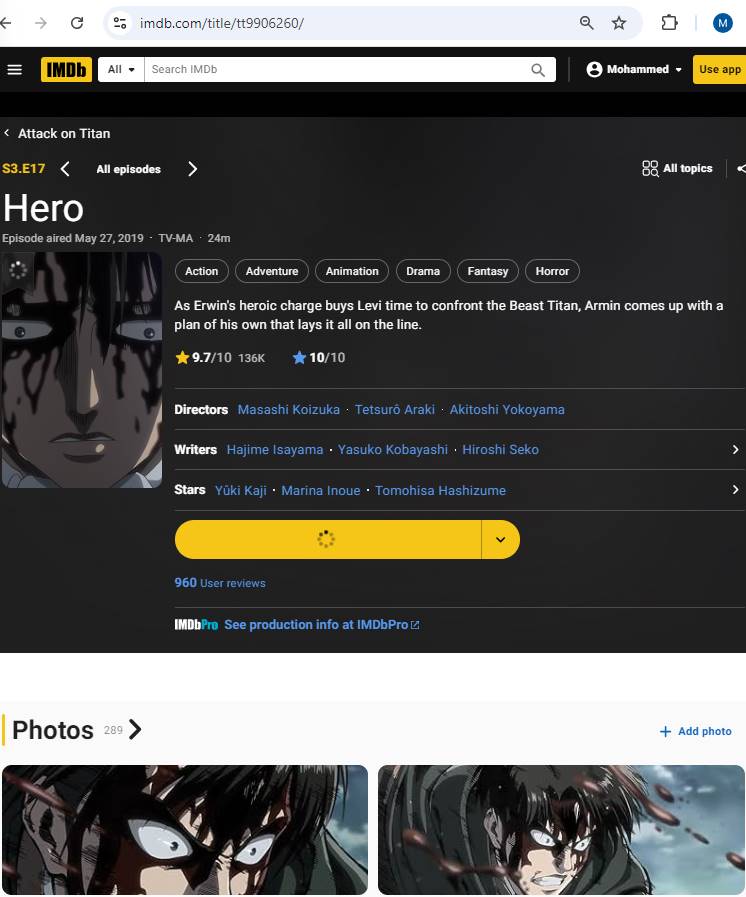 imdb.com/title/tt9906260/
M
IMDb All Search IMDb Mohammed Use app
Attack on Titan
S3.E17 All episodes All topics
Hero
Episode aired May 27, 2019 · TV-MA · 24m
Action Adventure Animation Drama Fantasy Horror
As Erwin's heroic charge buys Levi time to confront the Beast Titan, Armin comes up with a
plan of his own that lays it all on the line.
9.7/10 136K 10/10
Directors Masashi Koizuka · Tetsurô Araki · Akitoshi Yokoyama
Writers Hajime Isayama · Yasuko Kobayashi · Hiroshi Seko
Stars Yûki Kaji · Marina Inoue · Tomohisa Hashizume
960 User reviews
IMDbPro See production info at IMDbPro
Photos 289 + Add photo